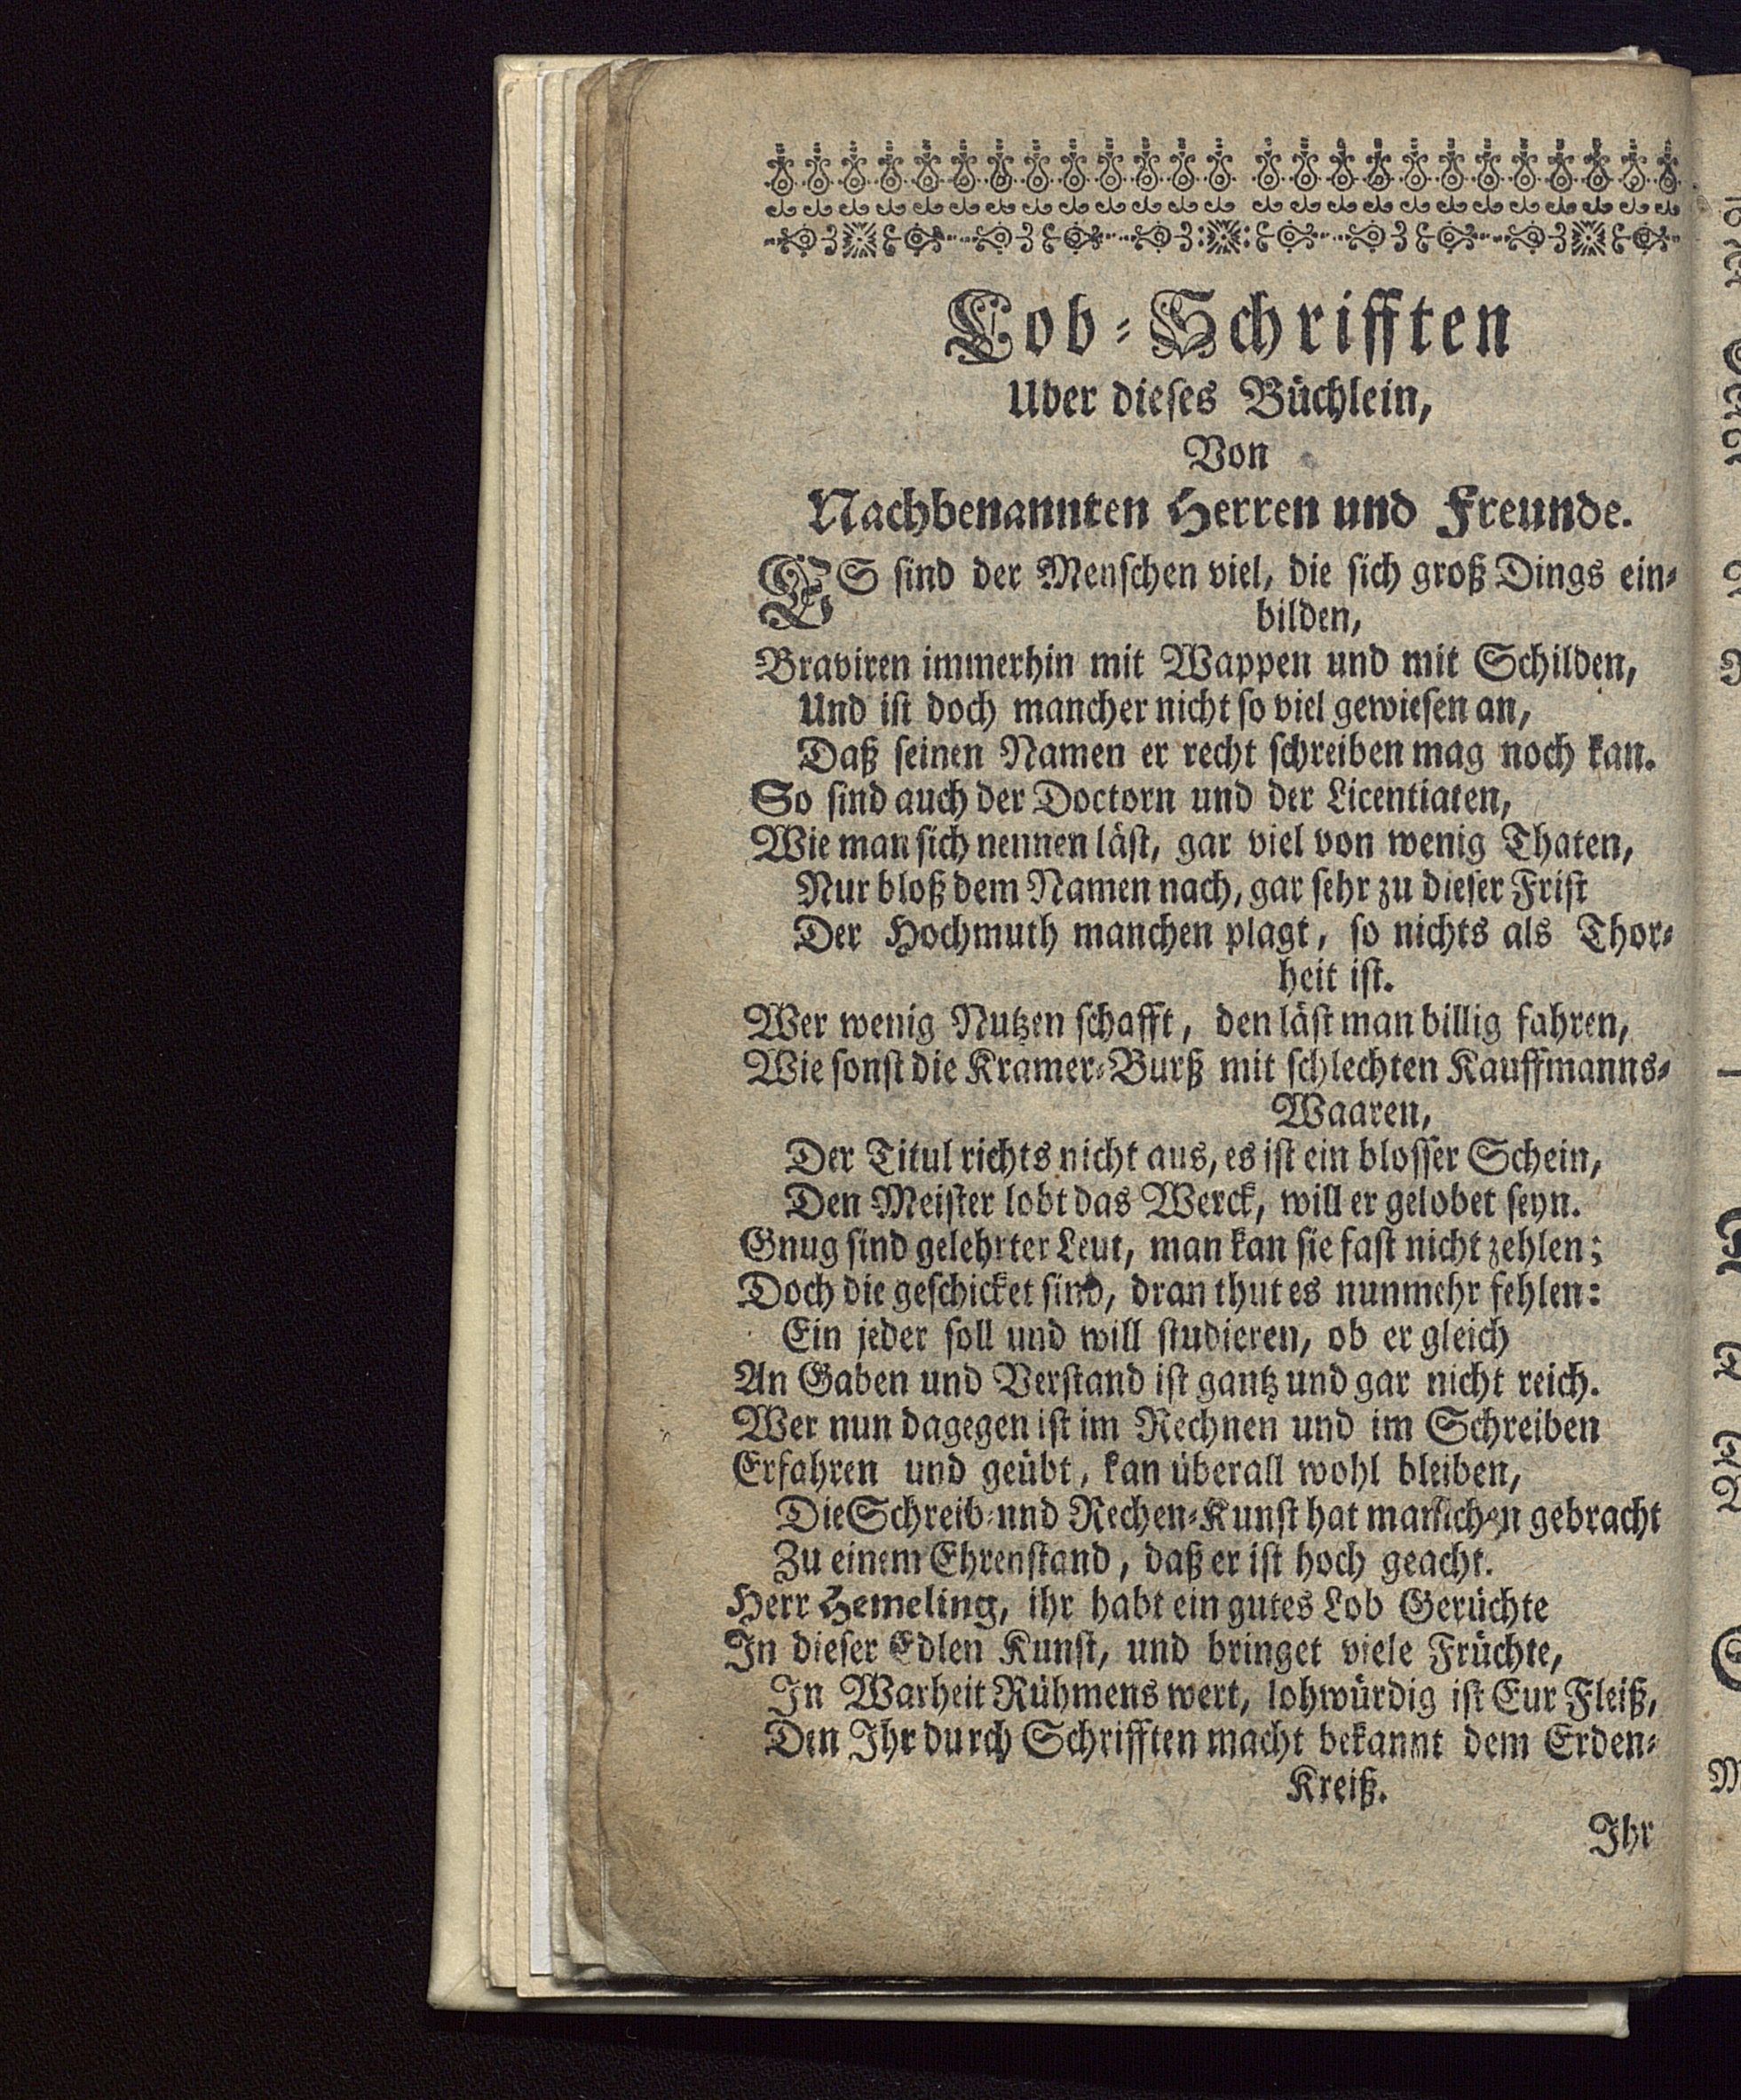 Lob-Schrifften
Uber dieses Büchlein,
Von
Nachbenannten Herren und Freunde.
ES sind der Menschen viel, die sich groß Dings ein-
bilden,
Braviren immerhin mit Wappen und mit Schilden,
Und ist doch mancher nicht so viel gewiesen an,
Daß seinen Namen er recht schreiben mag noch kan.
So sind auch der Doctorn und der Licentiaten,
Wie man sich nennen läst, gar viel von wenig Thaten,
Nur bloß dem Namen nach, gar sehr zu dieser Frist
Der Hochmuth manchen plagt, so nichts als Thor-
heit ist.
Wer wenig Nutzen schafft, den läst man billig fahren,
Wie sonst die Kramer-Burß mit schlechten Kauffmanns-
Waaren,
Der Titul richts nicht aus, es ist ein blosser Schein,
Den Meister lobt das Werck, will er gelobet seyn.
Gnug sind gelehrter Leut, man kan sie fast nicht zehlen;
Doch die geschicket sind, dran thut es nunmehr fehlen:
Ein jeder soll und will studieren, ob er gleich
An Gaben und Verstand ist gantz und gar nicht reich.
Wer nun dagegen ist im Rechnen und im Schreiben
Erfahren und geübt, kan überall wohl bleiben,
Die Schreib-nnd Rechen-Kunst hat manchen gebracht
Zu einem Ehrenstand, daß er ist hoch geacht.
Herr Hemeling, ihr habt ein gutes Lob Gerüchte
In dieser Edlen Kunst, und bringet viele Früchte,
In Warheit Rühmens wert, lohwürdig ist Eur Fleiß,
Den Ihr durch Schrifften macht bekannt dem Erden-
Kreiß.
Ihr